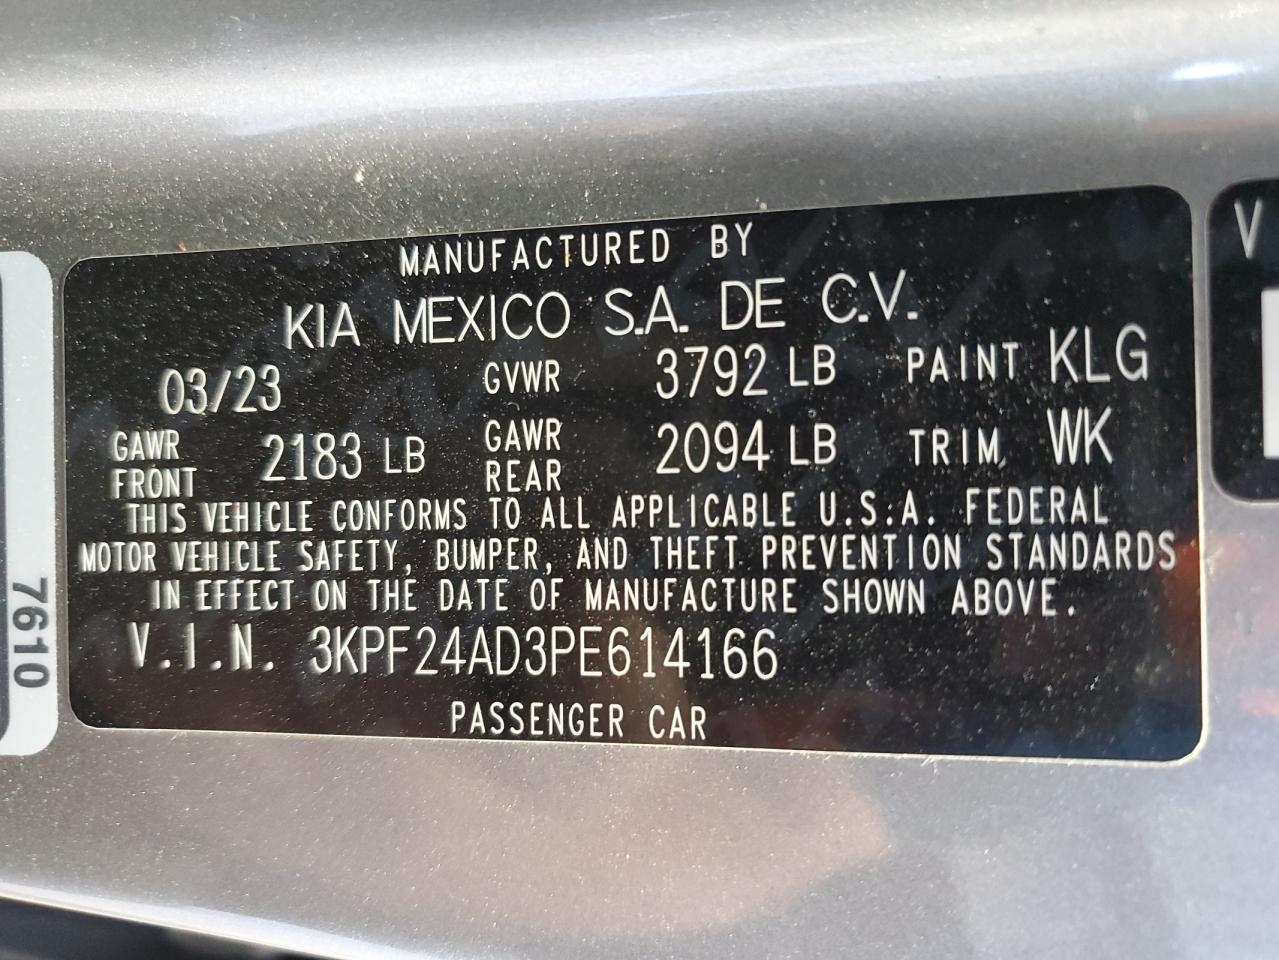 MANUFACTURED BY
KIA MEXICO S.A. DE C.V.
03/23 GVWR 3792 LB PAINT KLG
GAWR FRONT 2183 LB GAWR REAR 2094 LB TRIM WK
THIS VEHICLE CONFORMS TO ALL APPLICABLE U.S.A. FEDERAL
MOTOR VEHICLE SAFETY, BUMPER, AND THEFT PREVENTION STANDARDS
IN EFFECT ON THE DATE OF MANUFACTURE SHOWN ABOVE.
V.I.N. 3KPF24AD3PE614166
PASSENGER CAR
7610
V